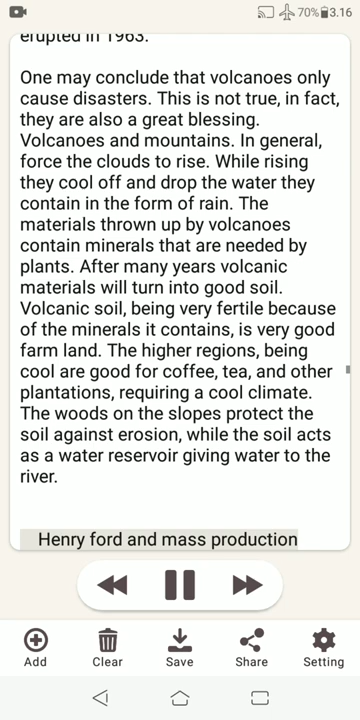 70% 3.16
erupted in 1963.
One may conclude that volcanoes only
cause disasters. This is not true, in fact,
they are also a great blessing.
Volcanoes and mountains. In general,
force the clouds to rise. While rising
they cool off and drop the water they
contain in the form of rain. The
materials thrown up by volcanoes
contain minerals that are needed by
plants. After many years volcanic
materials will turn into good soil.
Volcanic soil, being very fertile because
of the minerals it contains, is very good
farm land. The higher regions, being
cool are good for coffee, tea, and other
plantations, requiring a cool climate.
The woods on the slopes protect the
soil against erosion, while the soil acts
as a water reservoir giving water to the
river.
Henry ford and mass production
Add Clear Save Share Setting